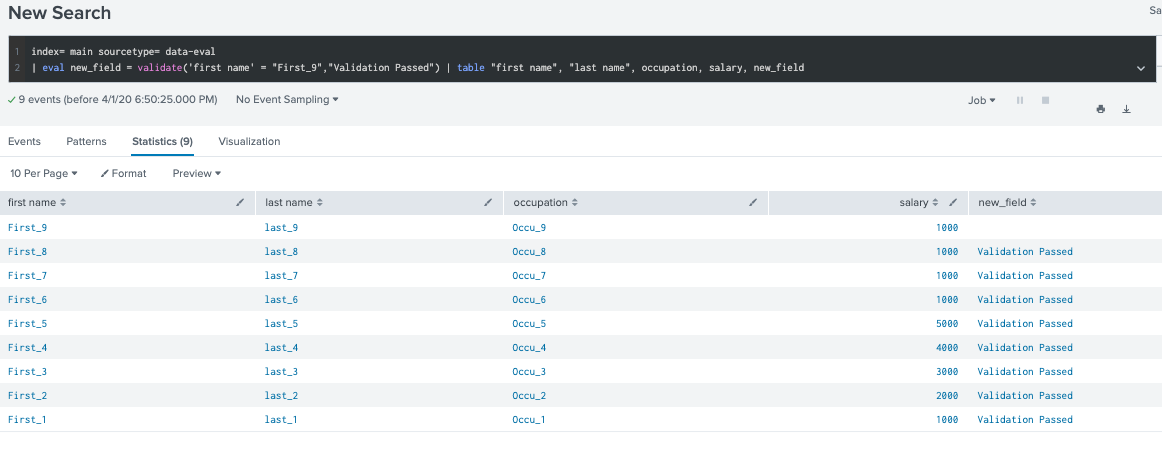 New Search
Sa
1 index= main sourcetype= data-eval
2 | eval new_field = validate('first name' = "First_9","Validation Passed") | table "first name", "last name", occupation, salary, new_field
9 events (before 4/1/20 6:50:25.000 PM) No Event Sampling Job
Events Patterns Statistics (9) Visualization
10 Per Page Format Preview
first name last name occupation salary new_field
First_9 last_9 Occu_9 1000
First_8 last_8 Occu_8 1000 Validation Passed
First_7 last_7 Occu_7 1000 Validation Passed
First_6 last_6 Occu_6 1000 Validation Passed
First_5 last_5 Occu_5 5000 Validation Passed
First_4 last_4 Occu_4 4000 Validation Passed
First_3 last_3 Occu_3 3000 Validation Passed
First_2 last_2 Occu_2 2000 Validation Passed
First_1 last_1 Occu_1 1000 Validation Passed